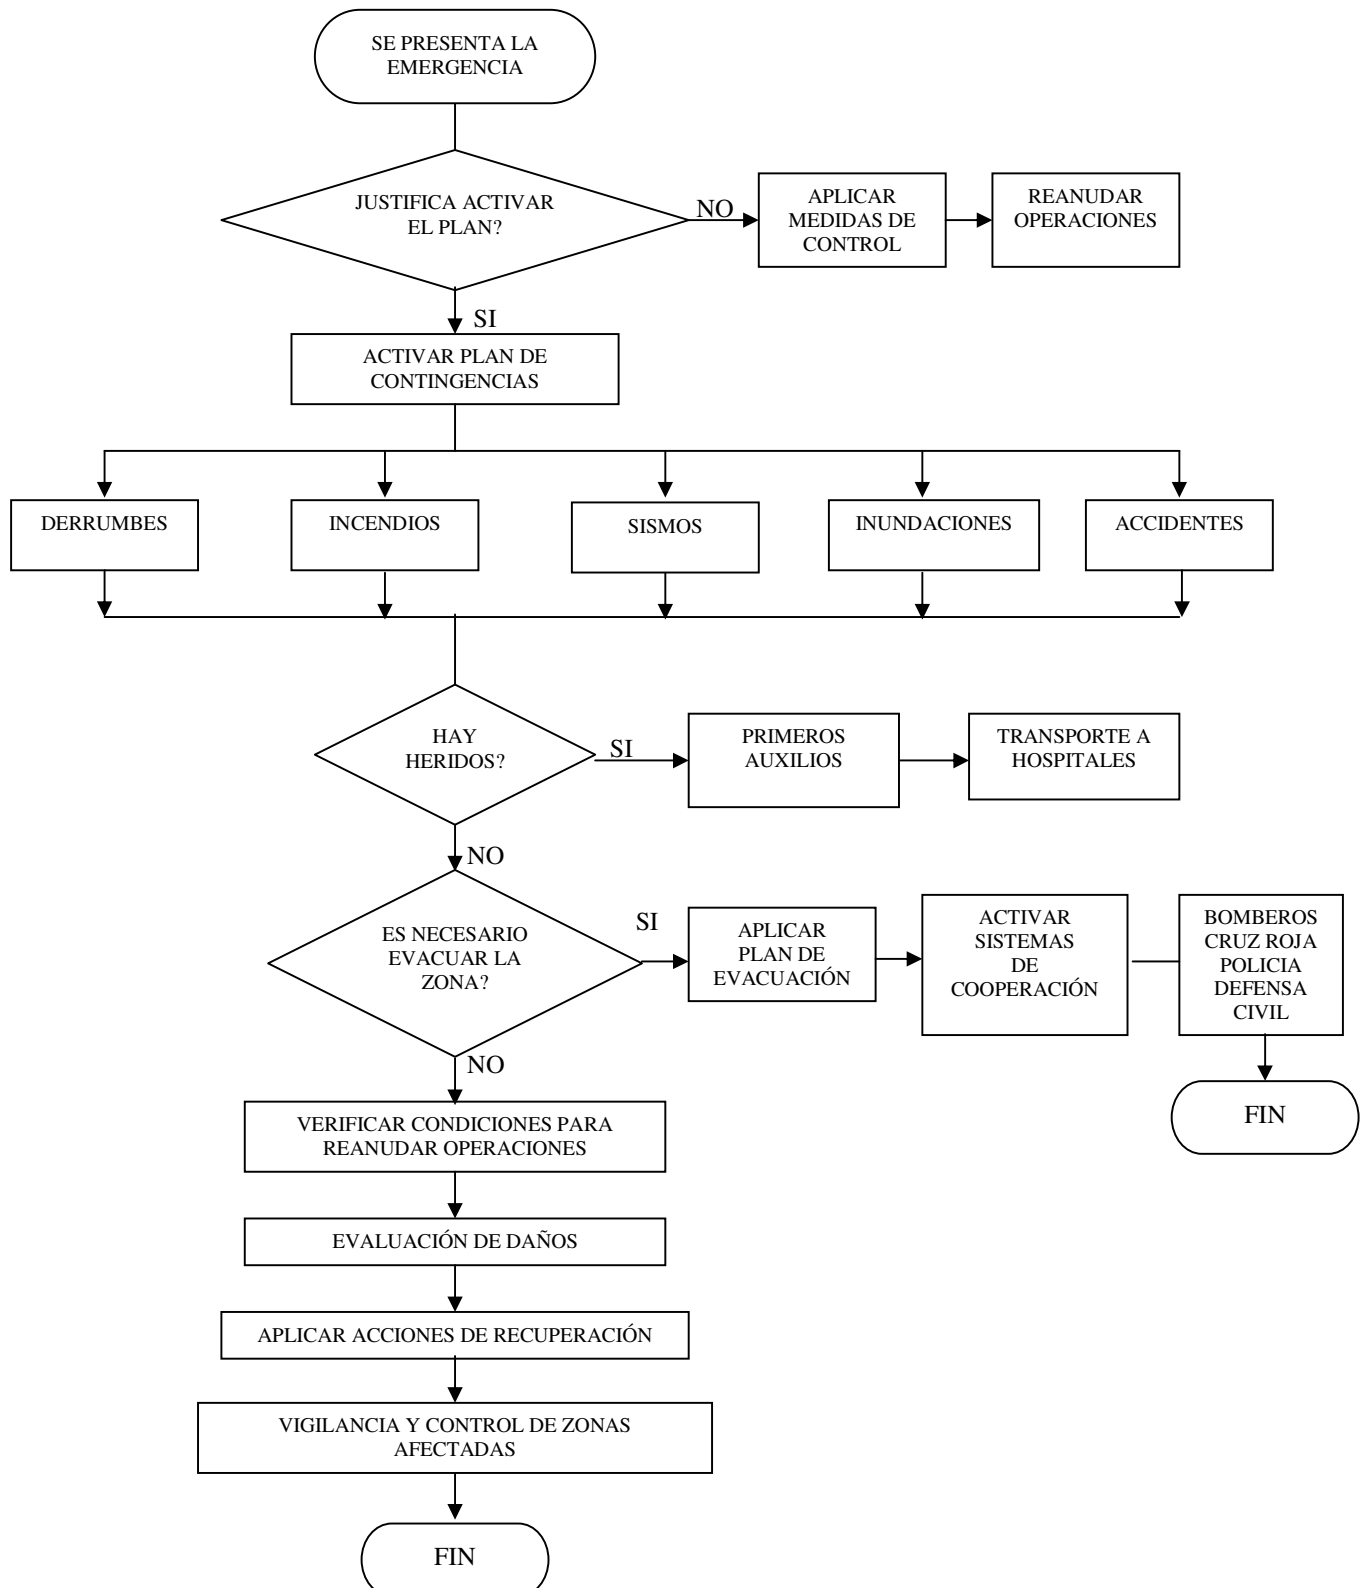 SE PRESENTA LA
EMERGENCIA
JUSTIFICA ACTIVAR
EL PLAN?
NO
APLICAR
MEDIDAS DE
CONTROL
REANUDAR
OPERACIONES
SI
ACTIVAR PLAN DE
CONTINGENCIAS
DERRUMBES
INCENDIOS
SISMOS
INUNDACIONES
ACCIDENTES
HAY
HERIDOS?
SI
PRIMEROS
AUXILIOS
TRANSPORTE A
HOSPITALES
NO
ES NECESARIO
EVACUAR LA
ZONA?
SI
APLICAR
PLAN DE
EVACUACIÓN
ACTIVAR
SISTEMAS
DE
COOPERACIÓN
BOMBEROS
CRUZ ROJA
POLICIA
DEFENSA
CIVIL
FIN
NO
VERIFICAR CONDICIONES PARA
REANUDAR OPERACIONES
EVALUACIÓN DE DAÑOS
APLICAR ACCIONES DE RECUPERACIÓN
VIGILANCIA Y CONTROL DE ZONAS
AFECTADAS
FIN